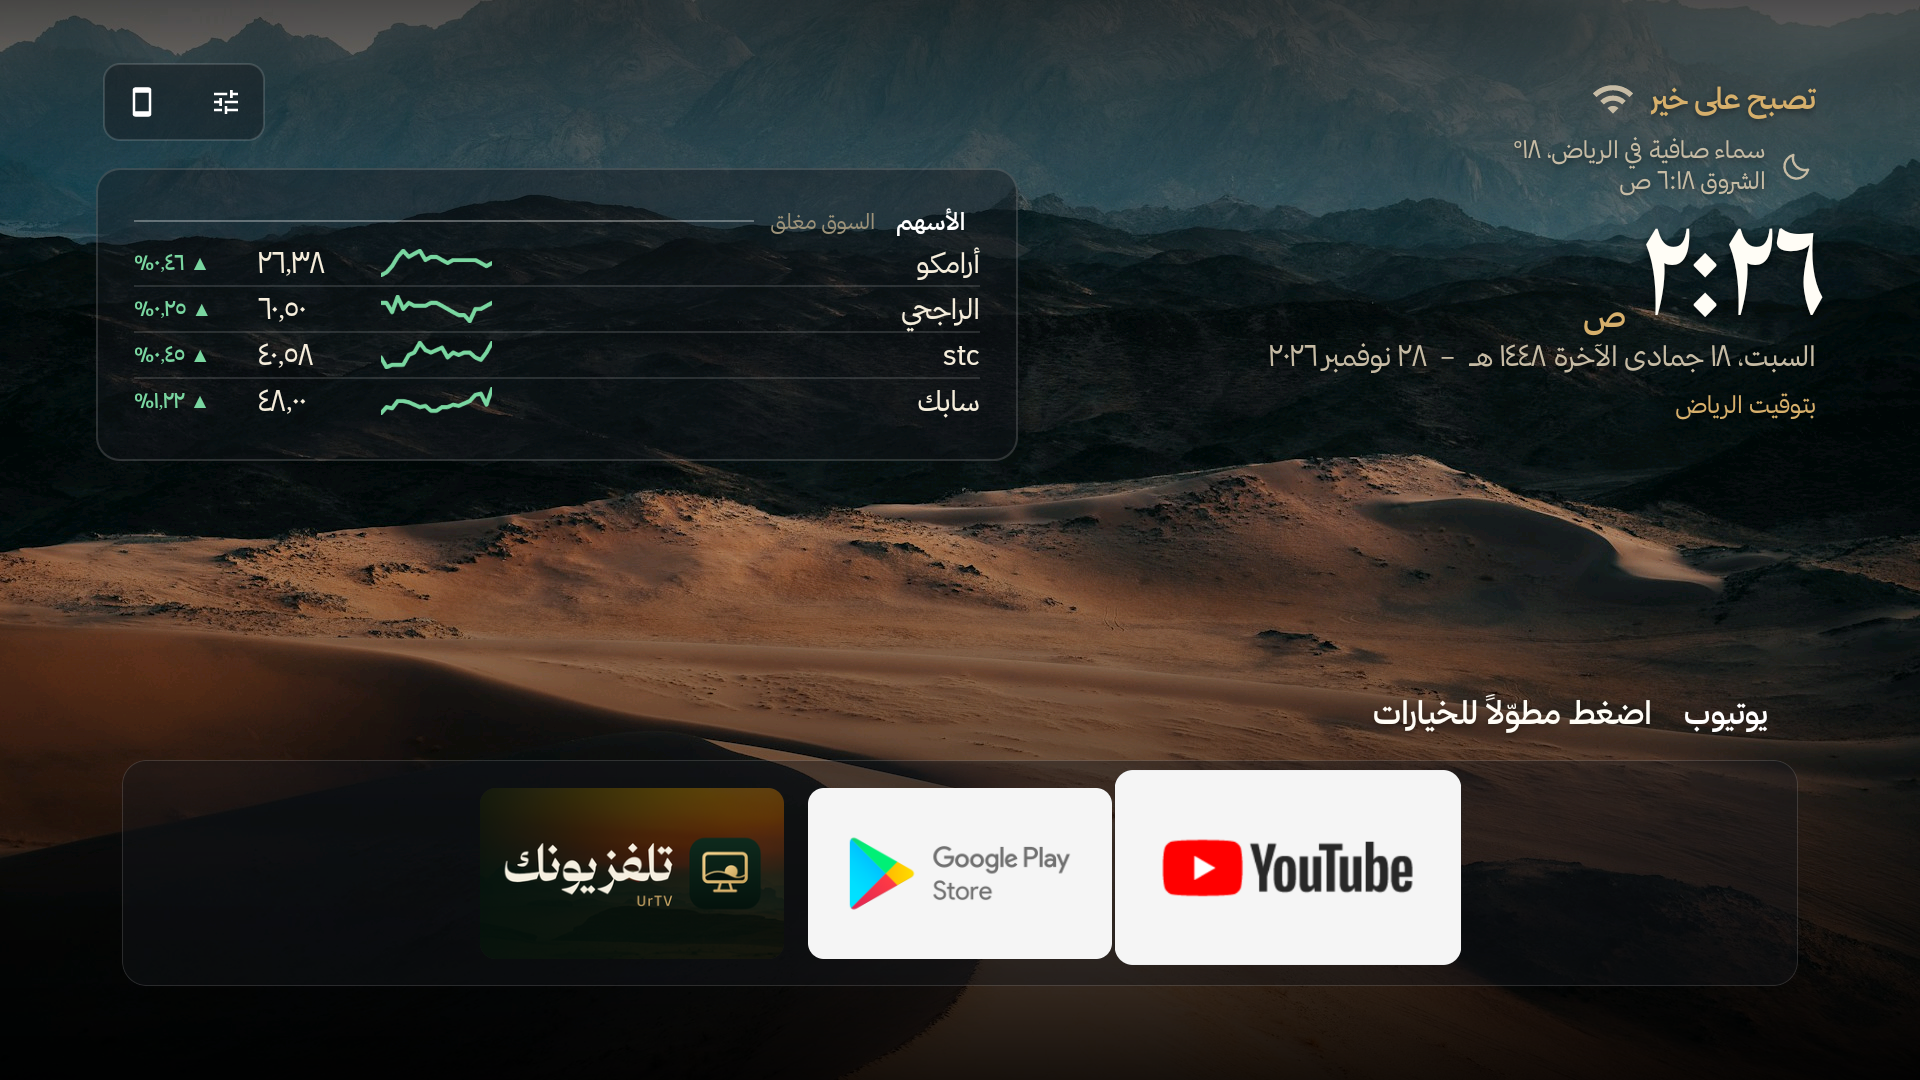 تصبح على خير
سماء صافية في الرياض، ١٨°
الشروق ٦:١٨ ص
٢:٢٦ ص
السبت، ١٨ جمادى الآخرة ١٤٤٨ هـ – ٢٨ نوفمبر ٢٠٢٦
بتوقيت الرياض
الأسهم السوق مغلق
أرامكو ٢٦,٣٨ ▲ ٠,٤٦%
الراجحي ٦٠,٥٠ ▲ ٠,٢٥%
stc ٤٠,٥٨ ▲ ٠,٤٥%
سابك ٤٨,٠٠ ▲ ١,٢٢%
يوتيوب اضغط مطوّلاً للخيارات
YouTube
Google Play
Store
تلفزيونك
UrTV